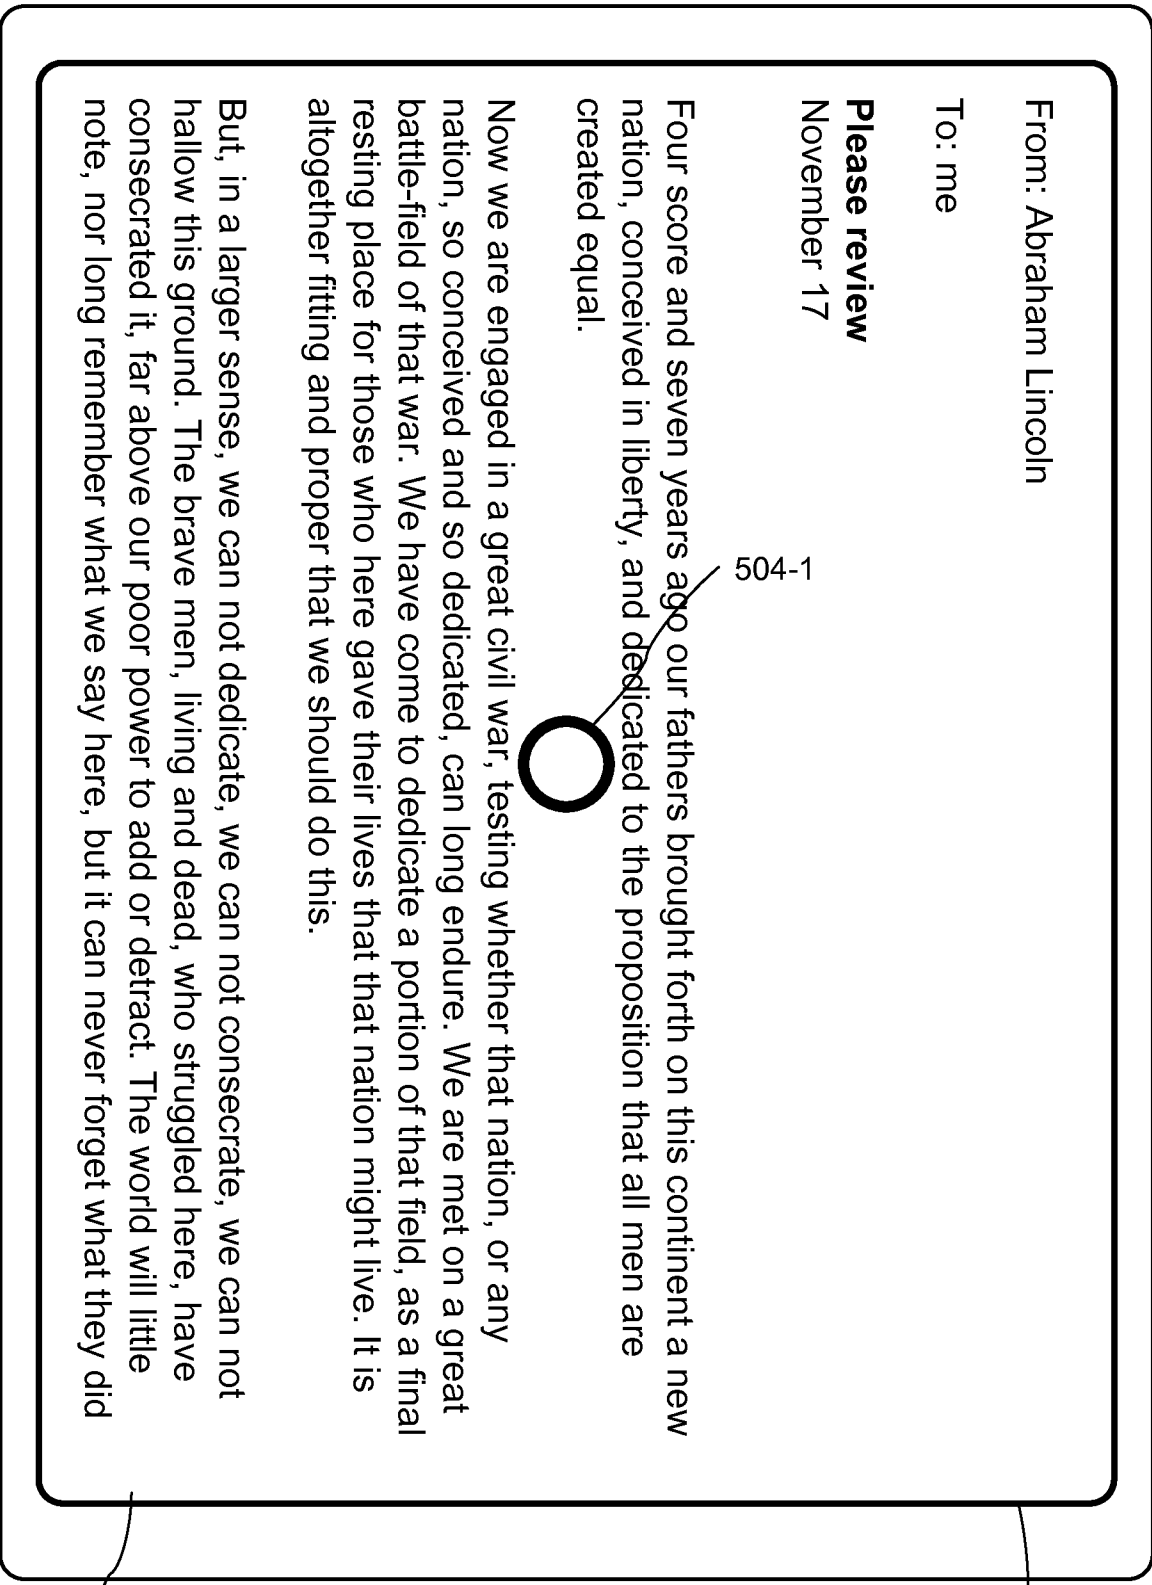 From: Abraham Lincoln
To: me
Please review
November 17
Four score and seven years ago our fathers brought forth on this continent a new
nation, conceived in liberty, and dedicated to the proposition that all men are
created equal.
Now we are engaged in a great civil war, testing whether that nation, or any
nation, so conceived and so dedicated, can long endure. We are met on a great
battle-field of that war. We have come to dedicate a portion of that field, as a final
resting place for those who here gave their lives that that nation might live. It is
altogether fitting and proper that we should do this.
But, in a larger sense, we can not dedicate, we can not consecrate, we can not
hallow this ground. The brave men, living and dead, who struggled here, have
consecrated it, far above our poor power to add or detract. The world will little
note, nor long remember what we say here, but it can never forget what they did
504-1